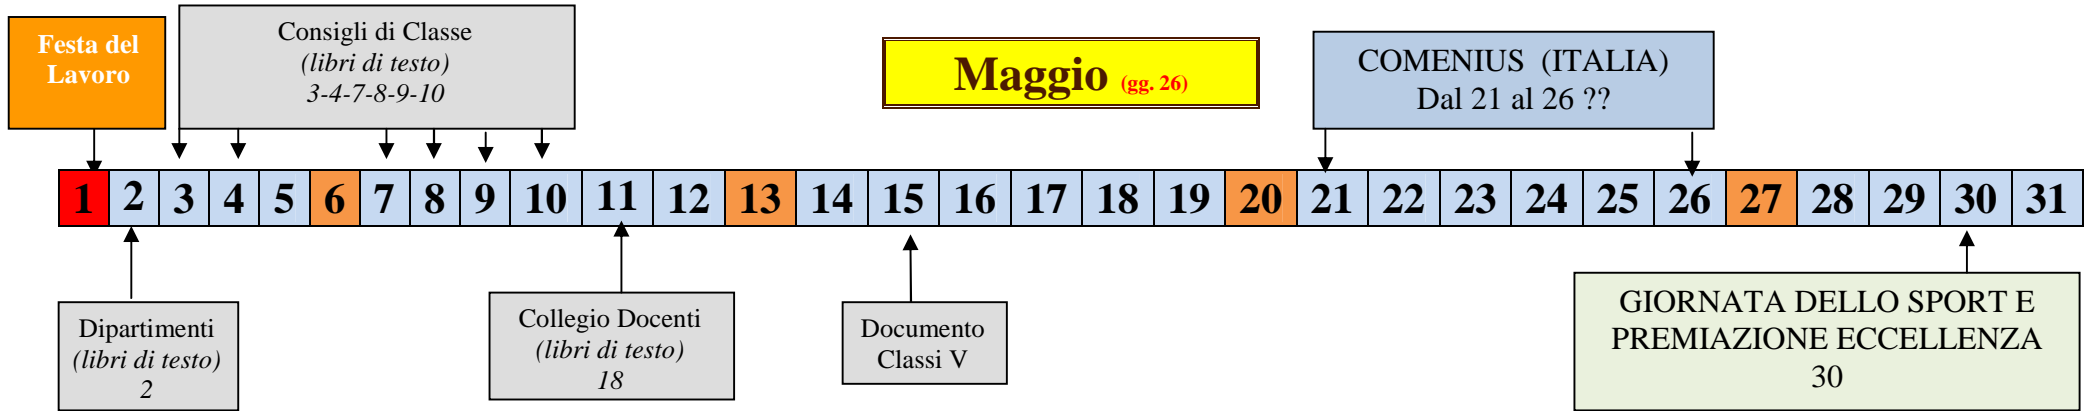 Festa del
Lavoro
Consigli di Classe
(libri di testo)
3-4-7-8-9-10
Maggio (gg. 26)
COMENIUS (ITALIA)
Dal 21 al 26 ??
1 2 3 4 5 6 7 8 9 10 11 12 13 14 15 16 17 18 19 20 21 22 23 24 25 26 27 28 29 30 31
Dipartimenti
(libri di testo)
2
Collegio Docenti
(libri di testo)
18
Documento
Classi V
GIORNATA DELLO SPORT E
PREMIAZIONE ECCELLENZA
30